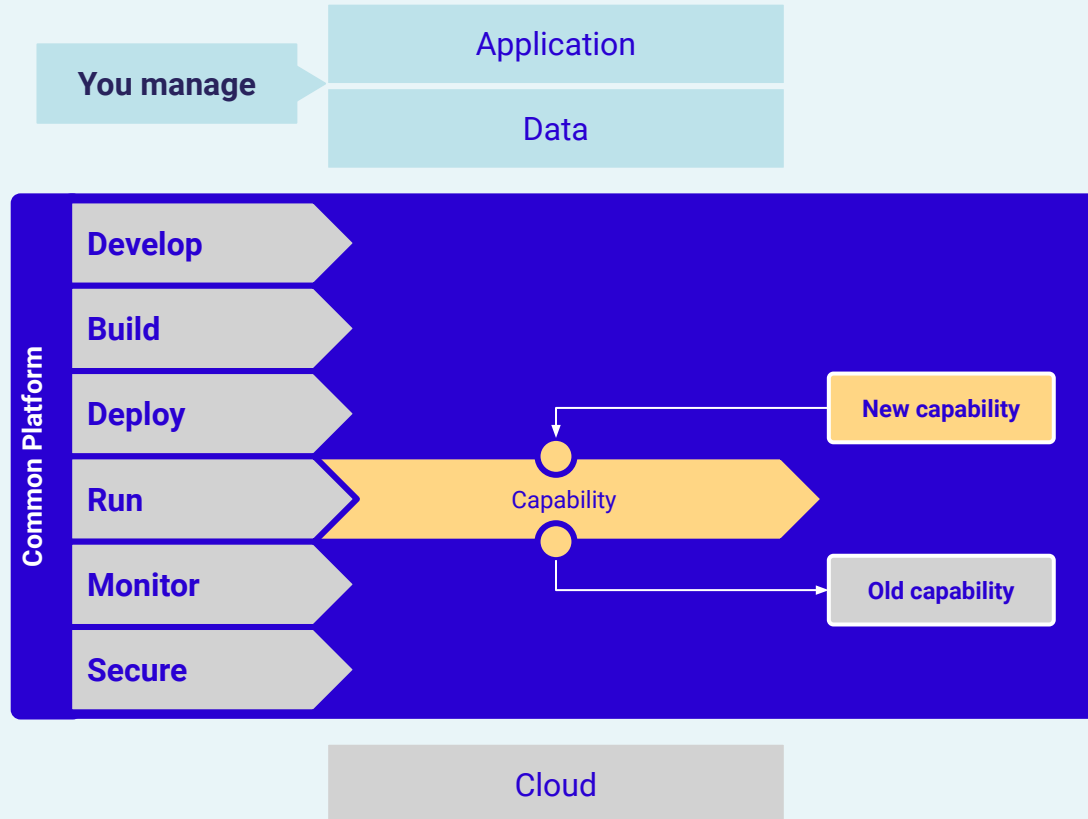 Application
You manage
Data
Common Platform
Develop
Build
Deploy
New capability
Run
Capability
Monitor
Old capability
Secure
Cloud